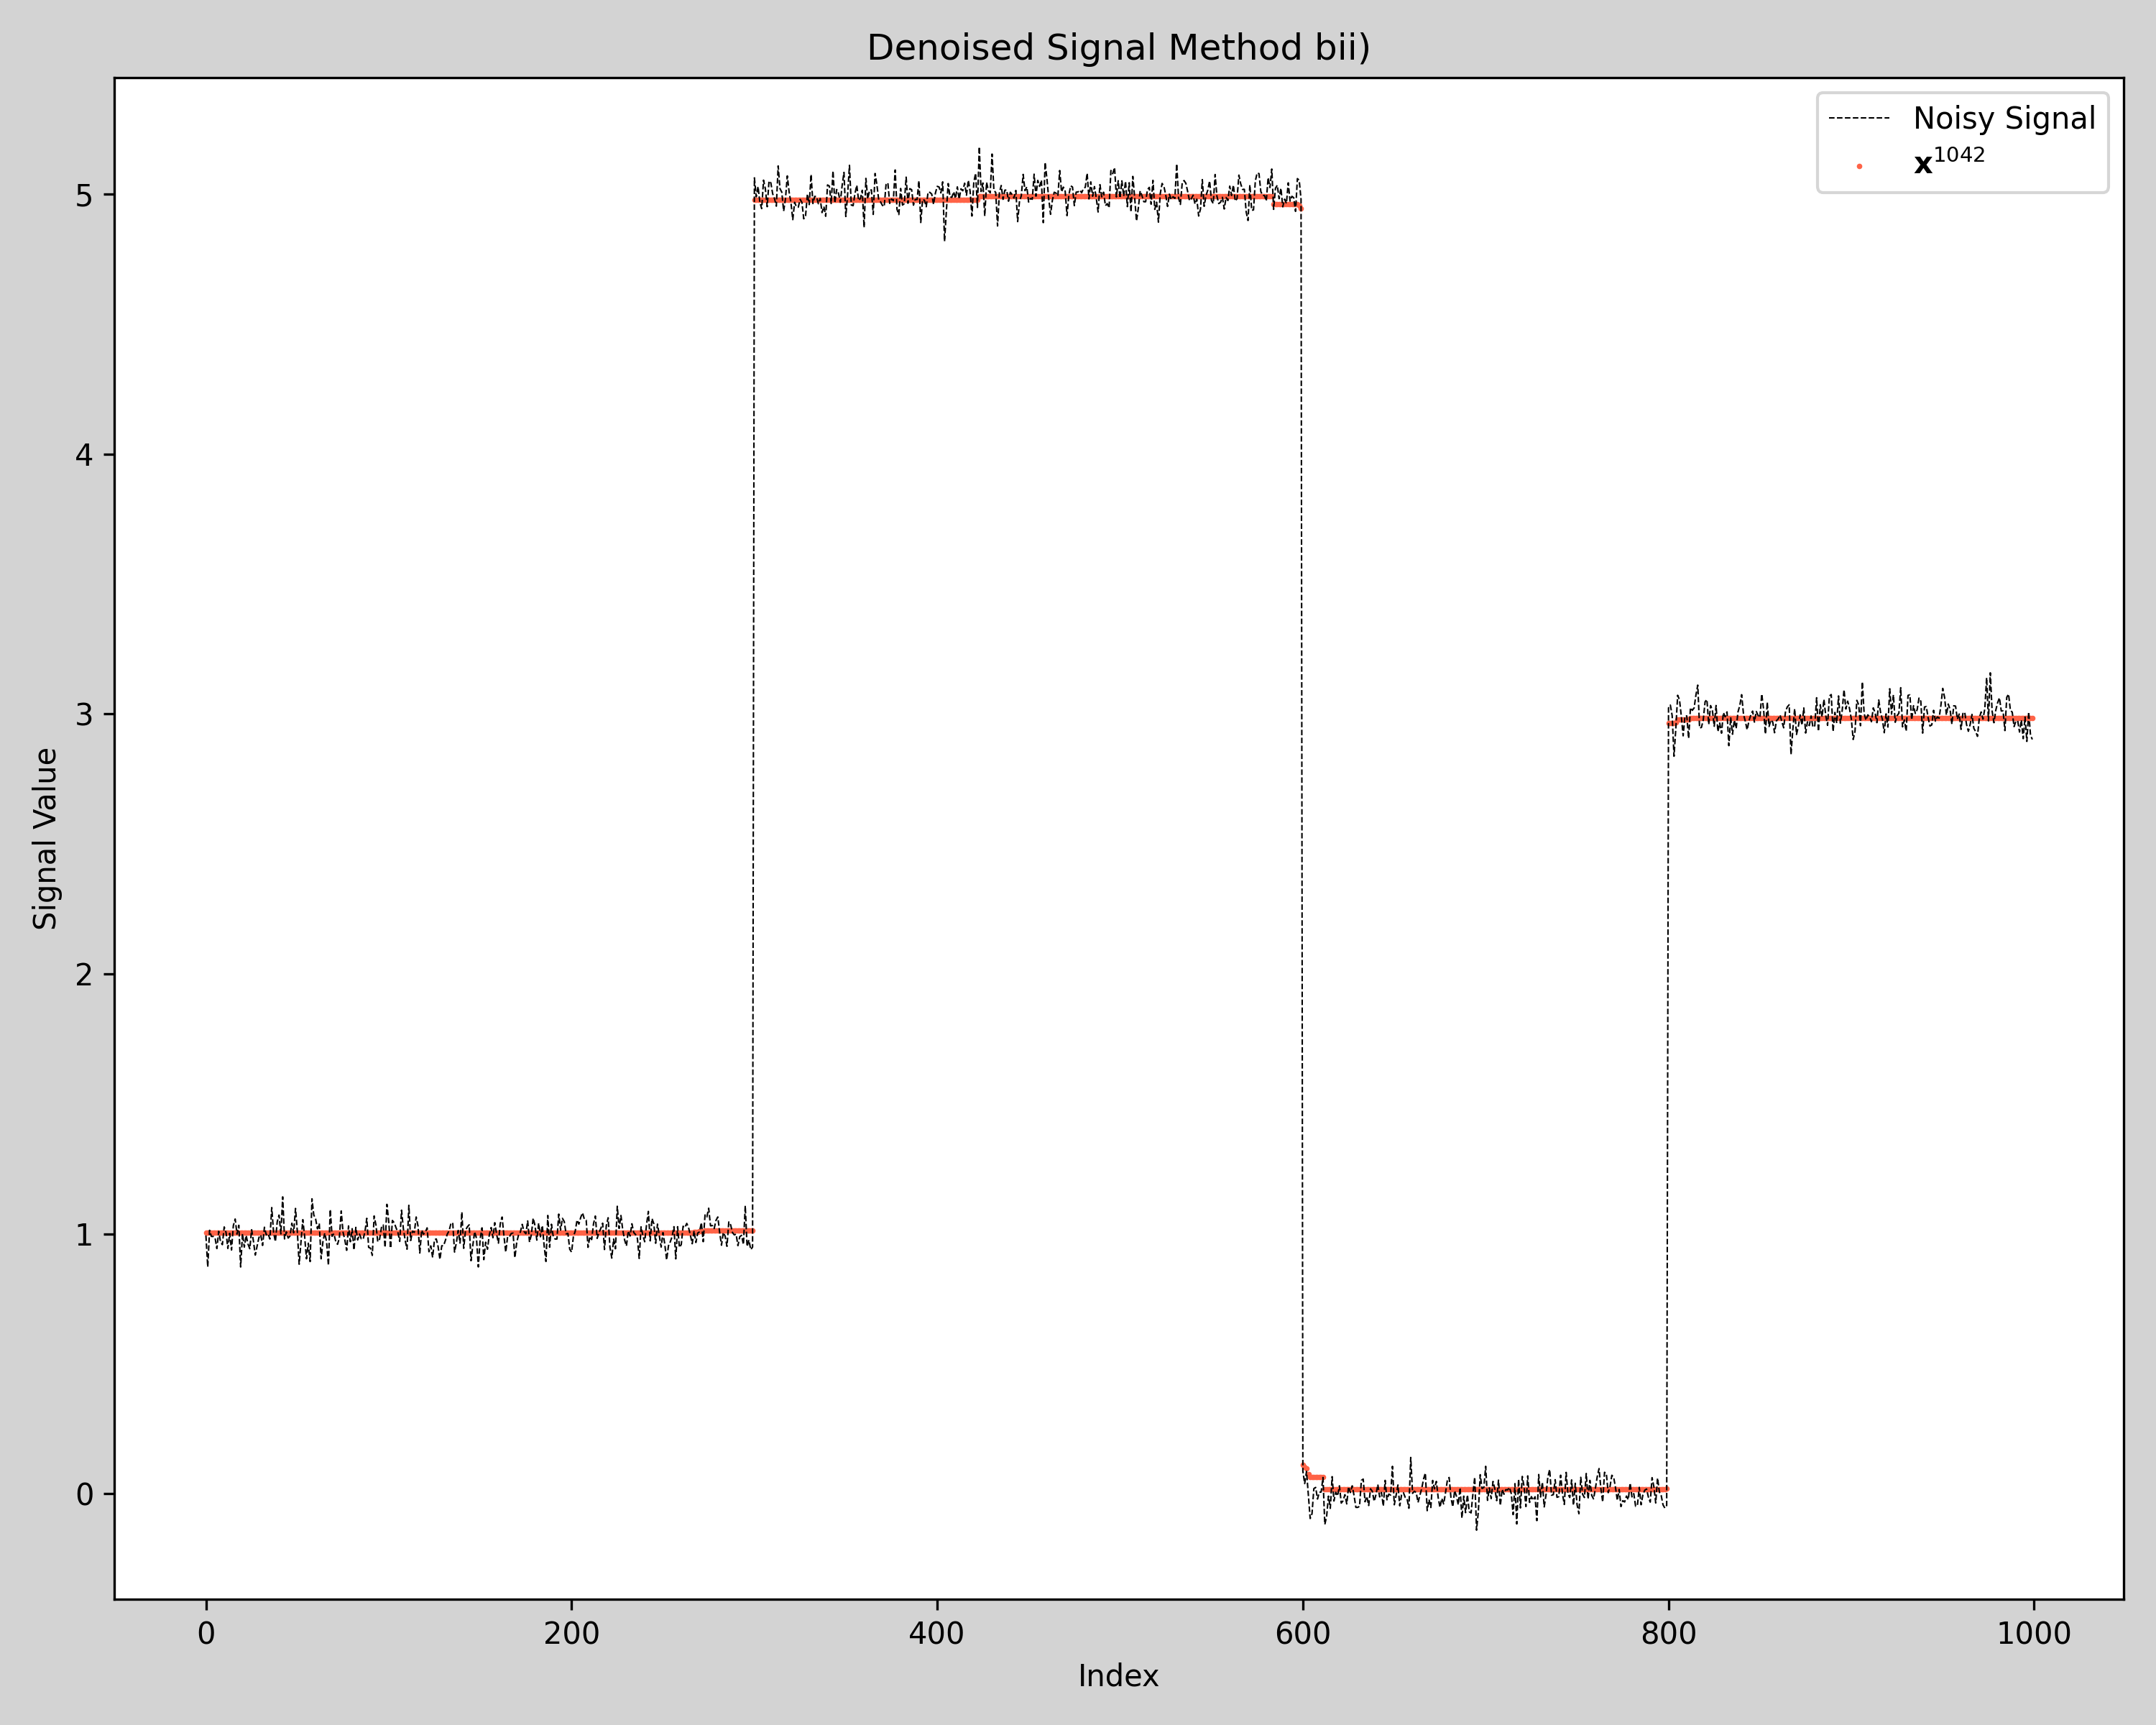 Denoised Signal Method bii)
Noisy Signal
x^1042
5
4
3
2
1
0
Signal Value
0 200 400 600 800 1000
Index